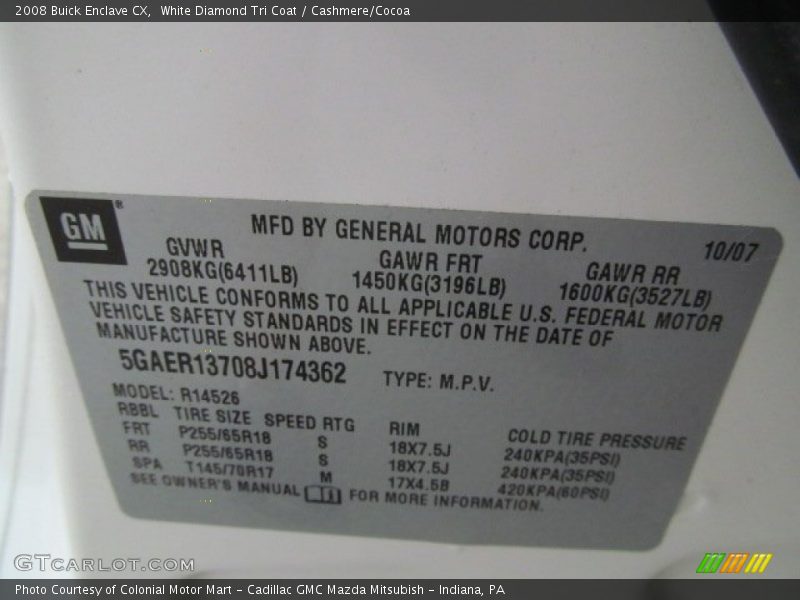 2008 Buick Enclave CX, White Diamond Tri Coat / Cashmere/Cocoa
GM®
MFD BY GENERAL MOTORS CORP. 10/07
GVWR GAWR FRT GAWR RR
2908KG(6411LB) 1450KG(3196LB) 1600KG(3527LB)
THIS VEHICLE CONFORMS TO ALL APPLICABLE U.S. FEDERAL MOTOR
VEHICLE SAFETY STANDARDS IN EFFECT ON THE DATE OF
MANUFACTURE SHOWN ABOVE.
5GAER13708J174362 TYPE: M.P.V.
MODEL: R14526
RBBL TIRE SIZE SPEED RTG RIM COLD TIRE PRESSURE
FRT P255/65R18 S 18X7.5J 240KPA(35PSI)
RR P255/65R18 S 18X7.5J 240KPA(35PSI)
SPA T145/70R17 M 17X4.5B 420KPA(60PSI)
SEE OWNER'S MANUAL FOR MORE INFORMATION.
GTCARLOT.COM
Photo Courtesy of Colonial Motor Mart - Cadillac GMC Mazda Mitsubish - Indiana, PA